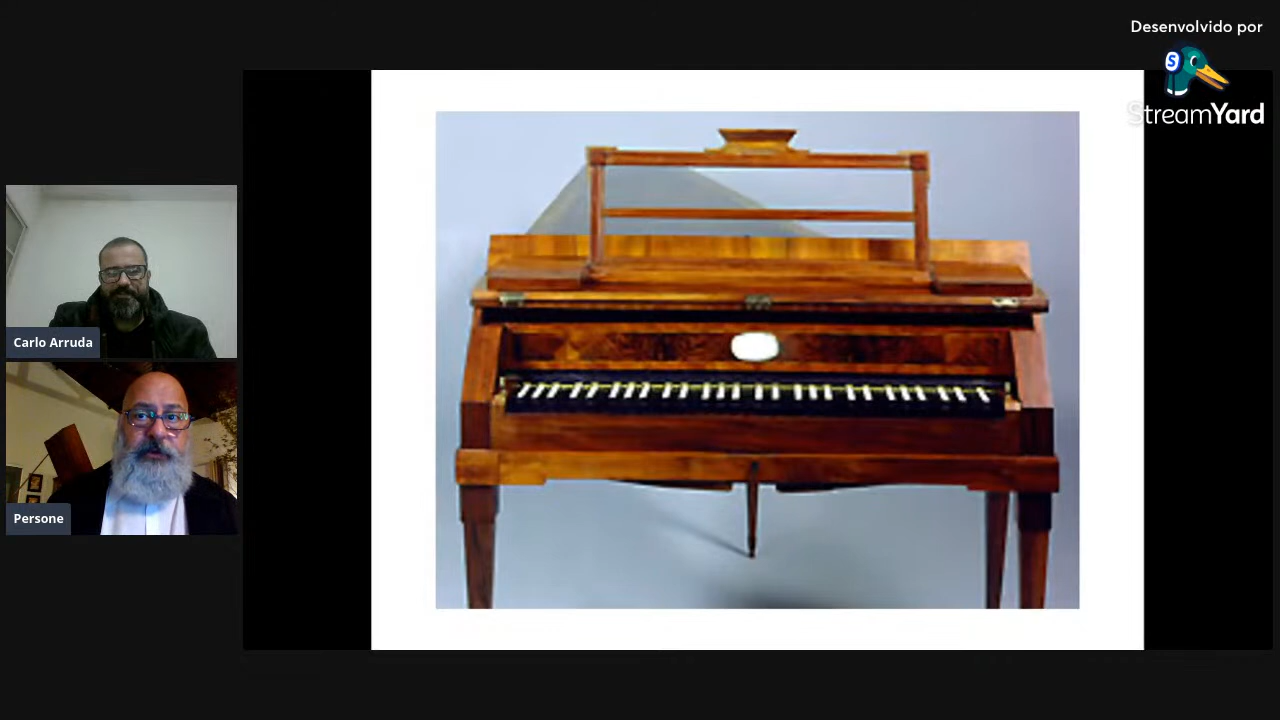 Desenvolvido por
S
StreamYard
Carlo Arruda
Persone